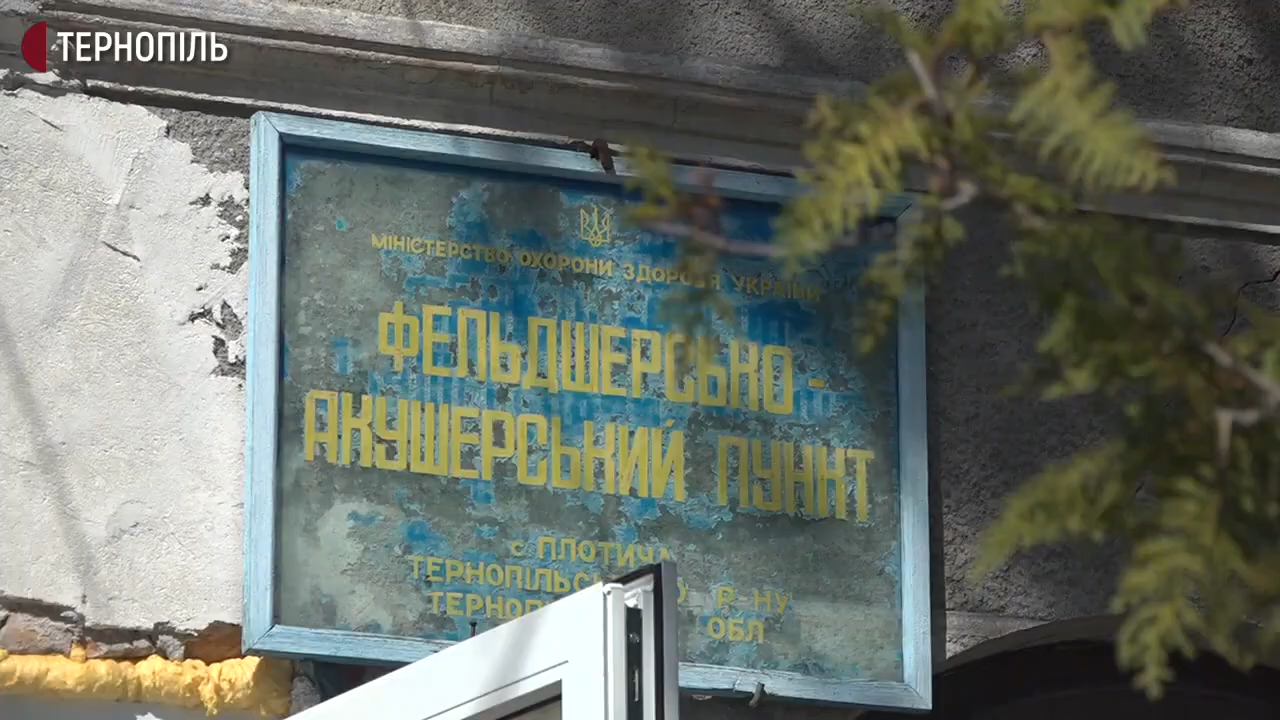 ТЕРНОПІЛЬ
МІНІСТЕРСТВО ОХОРОНИ ЗДОРОВ'Я УКРАЇНИ
ФЕЛЬДШЕРСЬКО -
АКУШЕРСЬКИЙ ПУНКТ
с ПЛОТИЧА
Р-НУ
ОБЛ